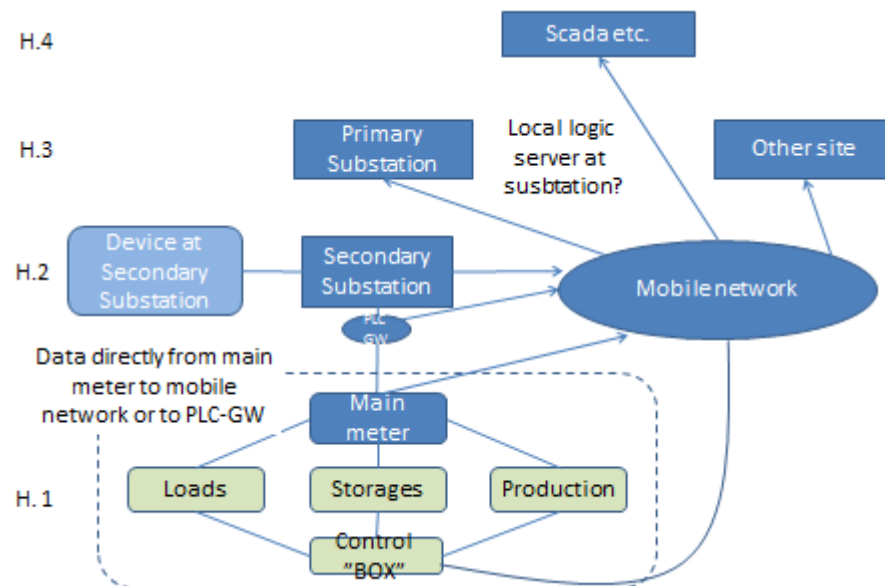 H.4
Scada etc.
H.3
Primary
Substation
Local logic
server at
susbtation?
Other site
H.2
Device at
Secondary
Substation
Secondary
Substation
Mobile network
PLC
GW
Data directly from main
meter to mobile
network or to PLC-GW
Main
meter
H. 1
Loads
Storages
Production
Control
"BOX"